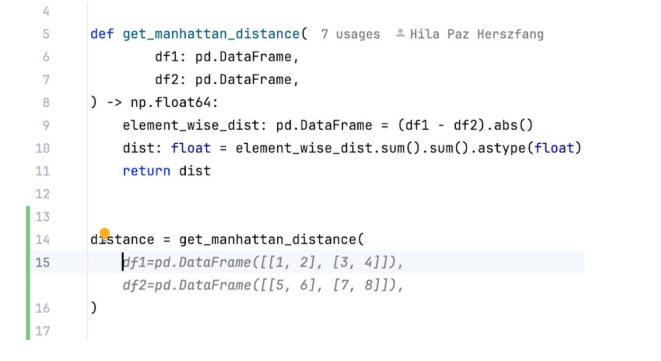 4
5 def get_manhattan_distance( 7 usages Hila Paz Herszfang
6 df1: pd.DataFrame,
7 df2: pd.DataFrame,
8 ) -> np.float64:
9 element_wise_dist: pd.DataFrame = (df1 - df2).abs()
10 dist: float = element_wise_dist.sum().sum().astype(float)
11 return dist
12
13
14 distance = get_manhattan_distance(
15 df1=pd.DataFrame([[1, 2], [3, 4]]),
df2=pd.DataFrame([[5, 6], [7, 8]]),
16 )
17